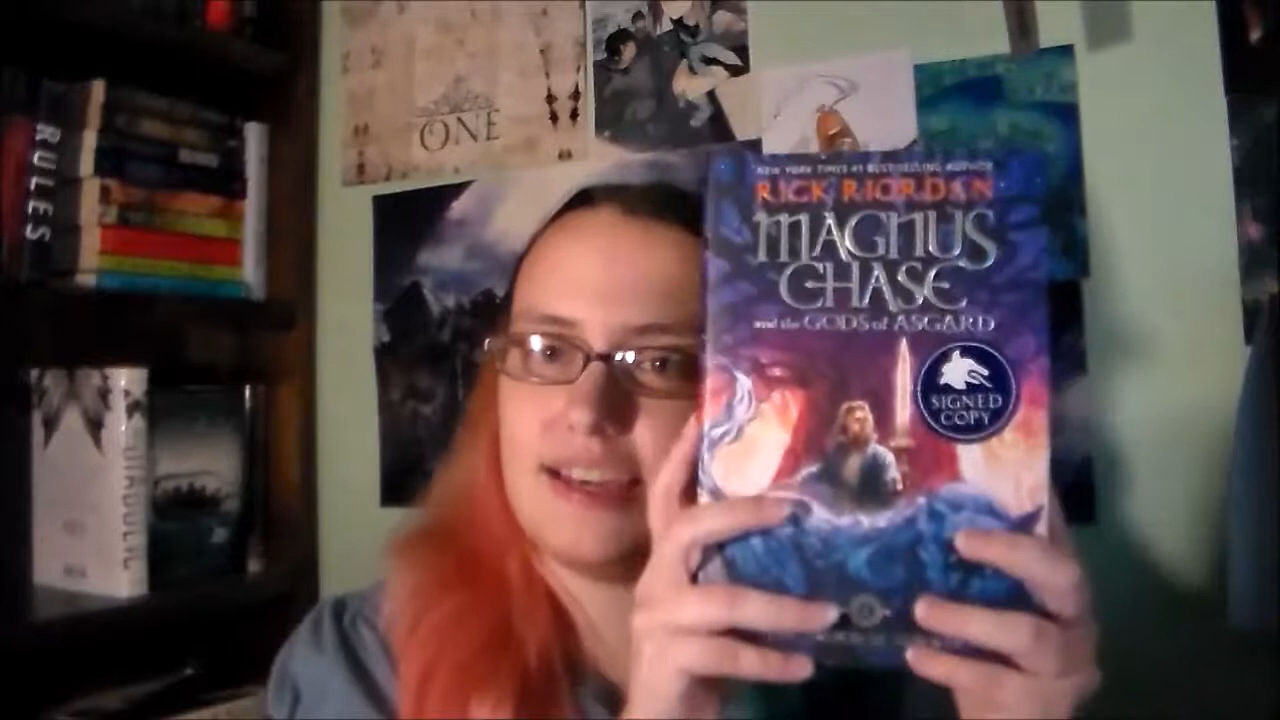 ONE
RULES
NEW YORK TIMES #1 BESTSELLING AUTHOR
RICK RIORDAN
MAGNUS
CHASE
and the GODS of ASGARD
SIGNED
COPY